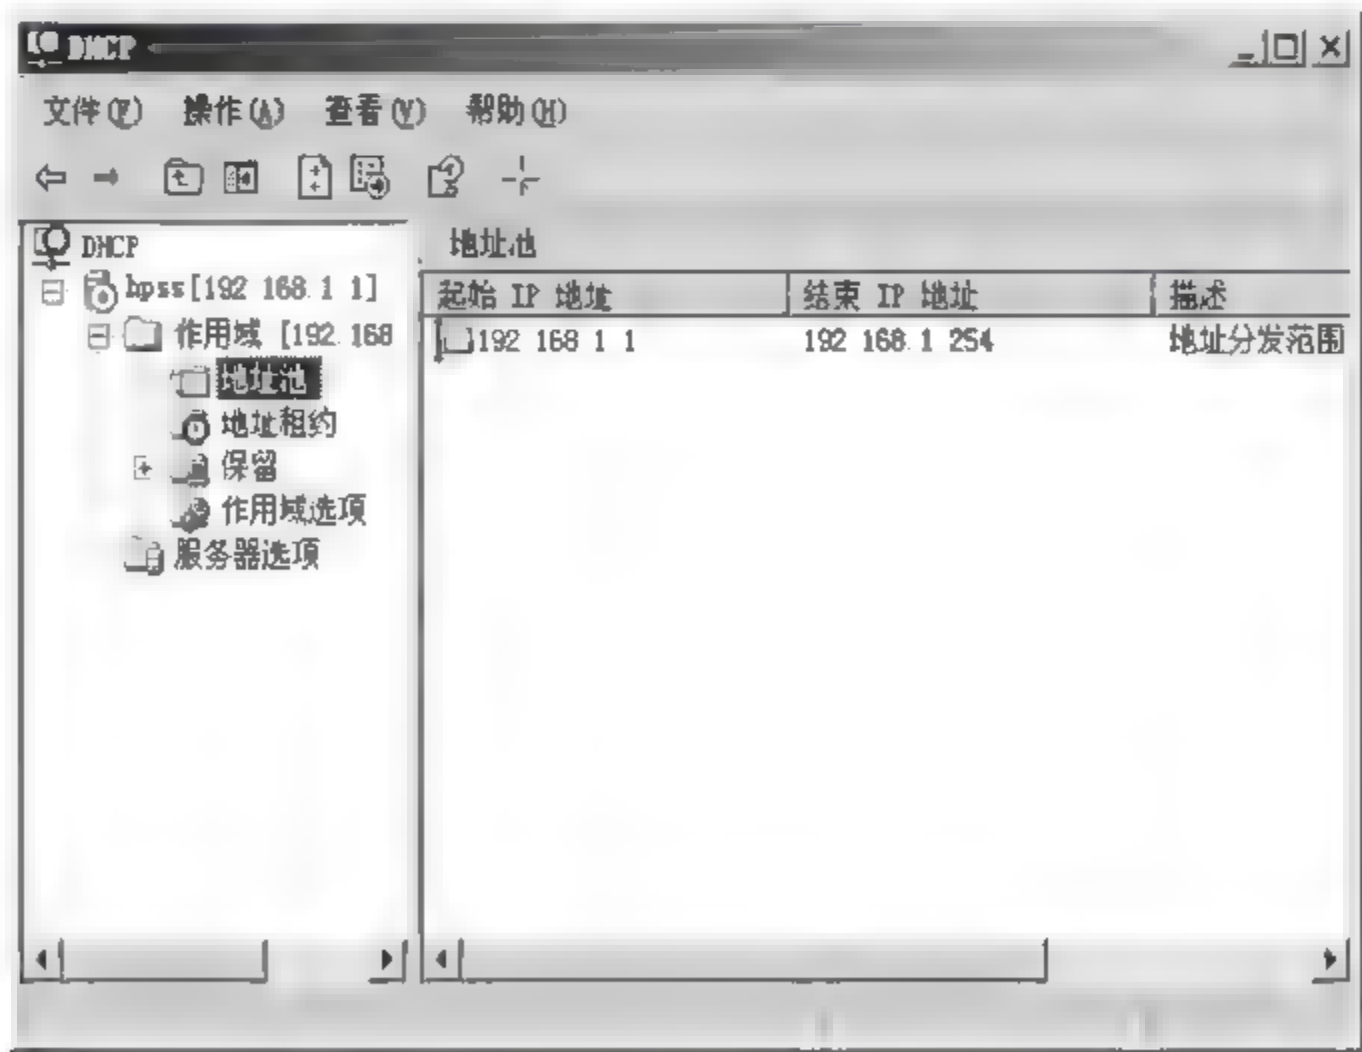 DHCP
文件(F) 操作(A) 查看(V) 帮助(H)
DHCP
hpss[192 168.1 1]
作用域 [192.168
地址池
地址租约
保留
作用域选项
服务器选项
地址池
起始 IP 地址 结束 IP 地址 描述
192 168 1 1 192 168.1 254 地址分发范围